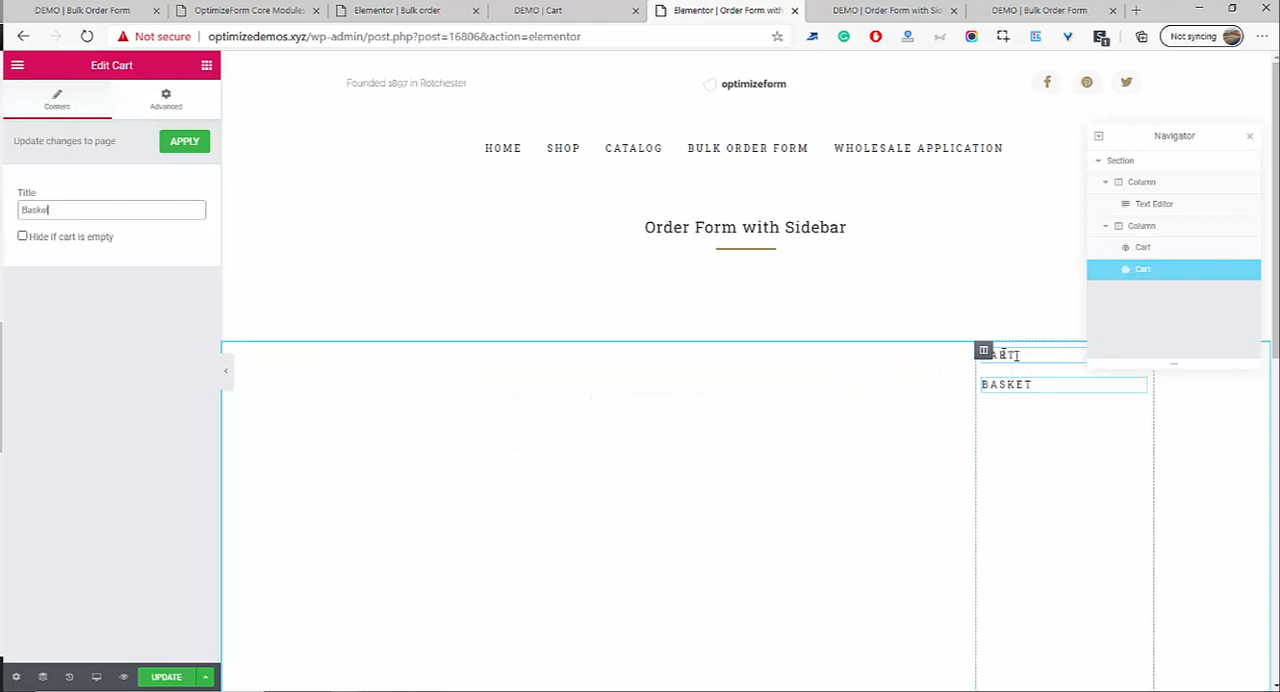 DEMO | Bulk Order Form
OptimizeForm Core Module:
Elementor | Bulk order
DEMO | Cart
Elementor | Order Form with
DEMO | Order Form with Sid
DEMO | Bulk Order Form
Not secure
optimizedemos.xyz/wp-admin/post.php?post=16806&action=elementor
Not syncing
Edit Cart
Content
Advanced
Update changes to page
APPLY
Title
Basket
Hide if cart is empty
UPDATE
Founded 1897 in Rotchester
optimizeform
HOME
SHOP
CATALOG
BULK ORDER FORM
WHOLESALE APPLICATION
Order Form with Sidebar
BASKET
Navigator
Section
Column
Text Editor
Column
Cart
Cart